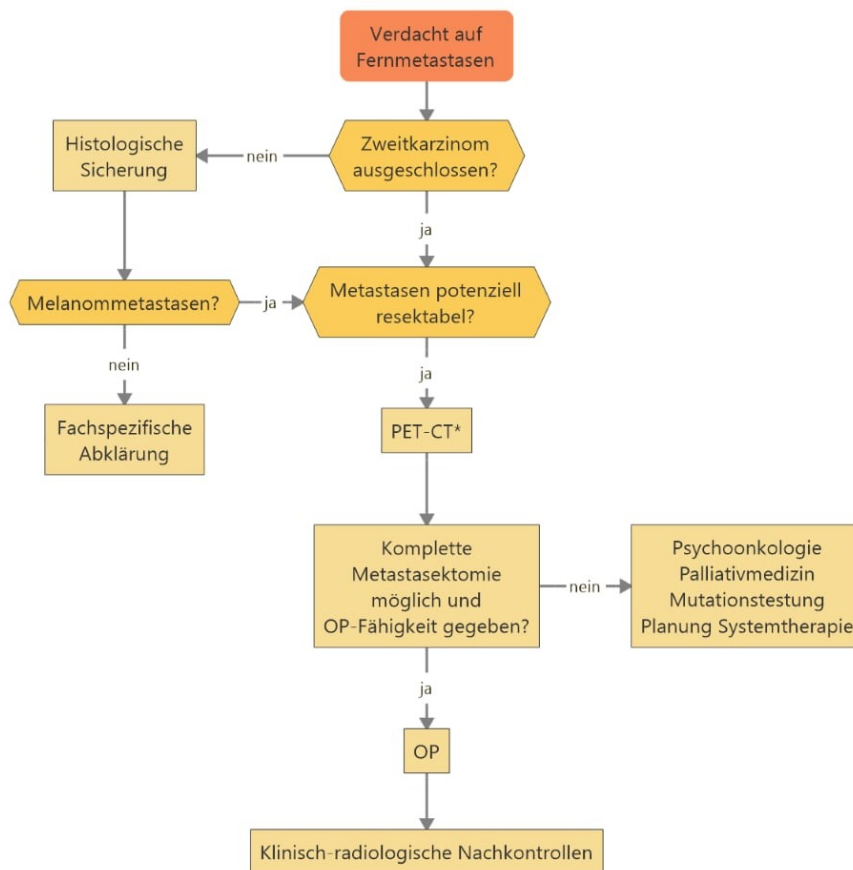 Verdacht auf
Fernmetastasen
Zweitkarzinom
ausgeschlossen?
nein
Histologische
Sicherung
ja
Melanommetastasen?
ja
Metastasen potenziell
resektabel?
nein
ja
Fachspezifische
Abklärung
PET-CT*
Komplette
Metastasektomie
möglich und
OP-Fähigkeit gegeben?
nein
Psychoonkologie
Palliativmedizin
Mutationstestung
Planung Systemtherapie
ja
OP
Klinisch-radiologische Nachkontrollen